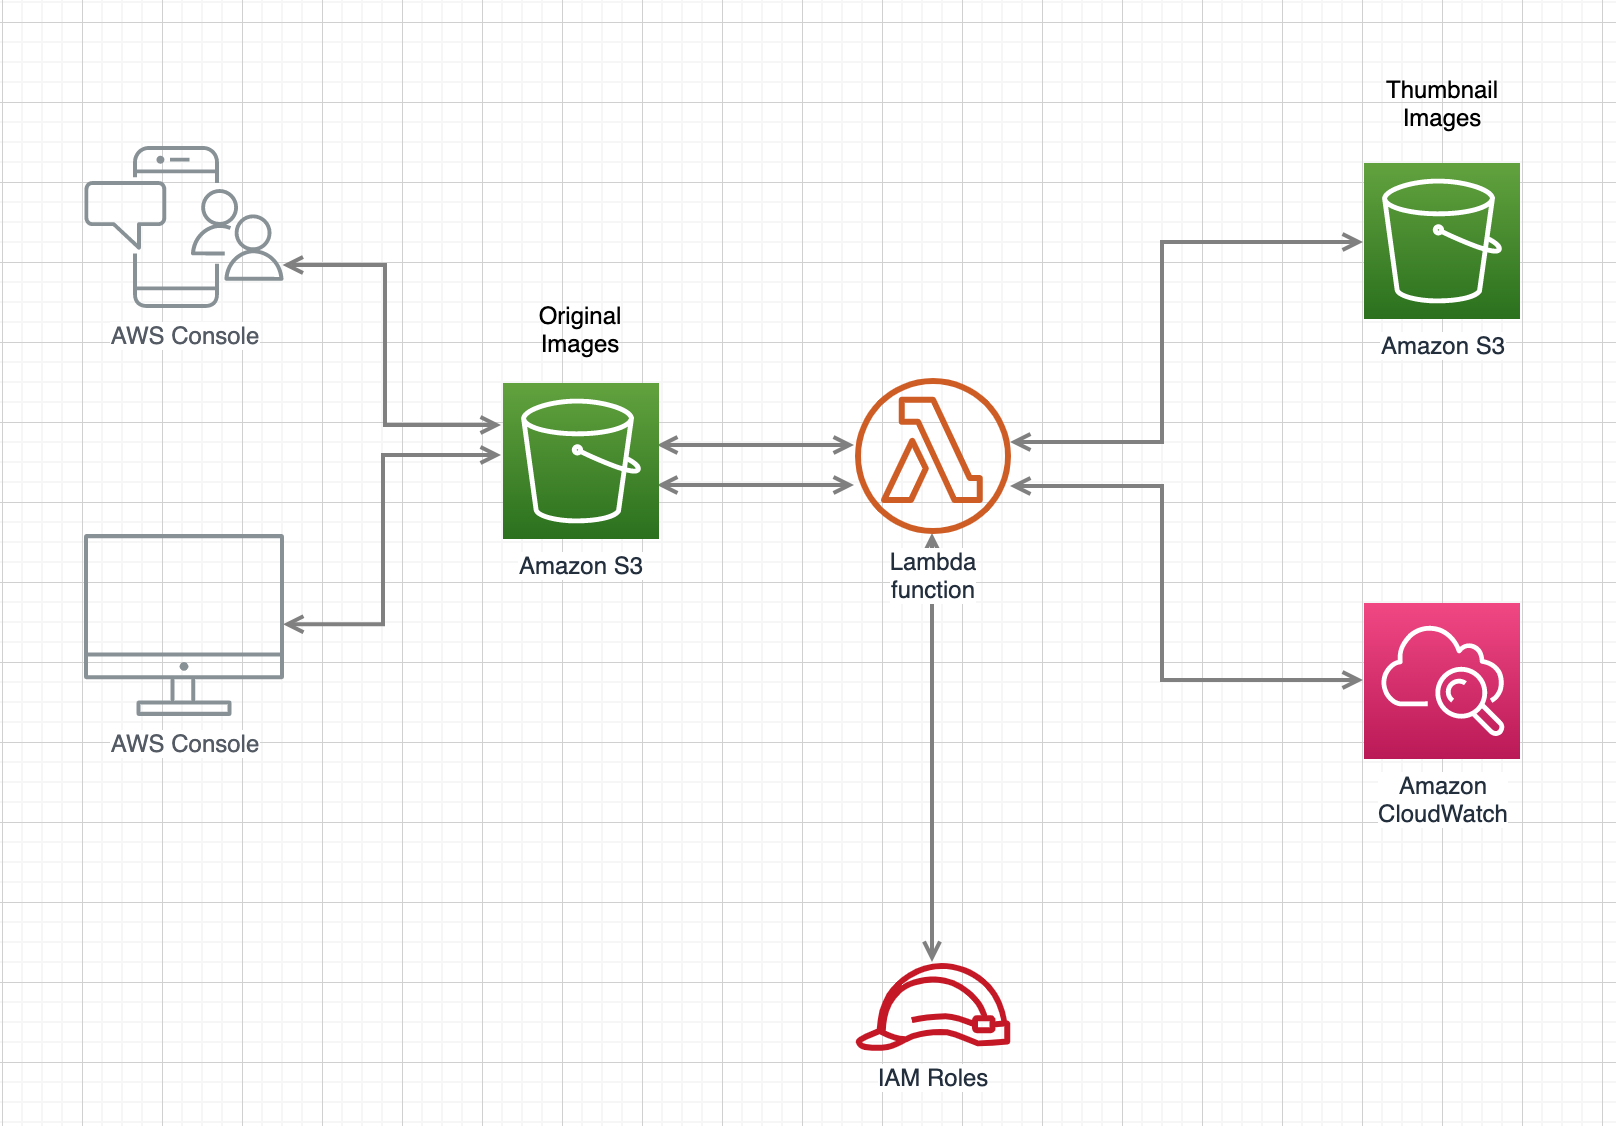 Thumbnail
Images
Amazon S3
AWS Console
Original
Images
Amazon S3
Lambda
function
AWS Console
Amazon
CloudWatch
IAM Roles